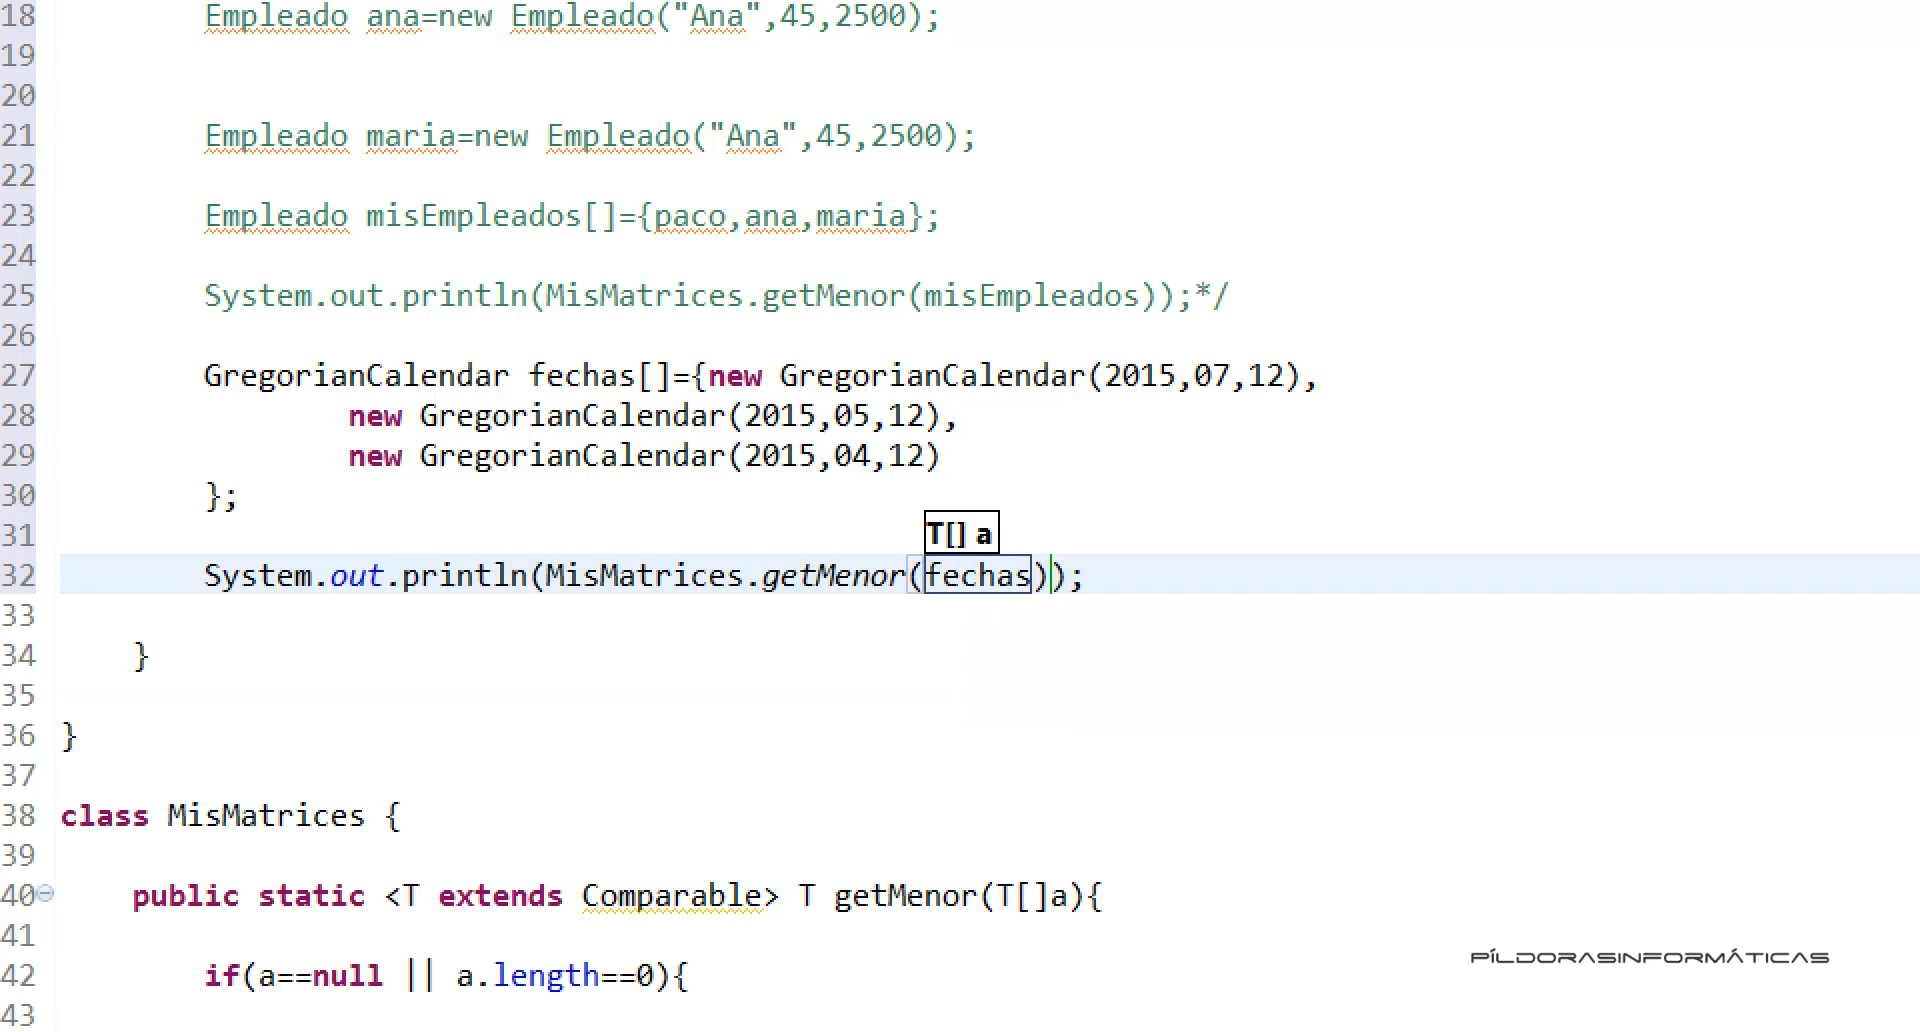 18 Empleado ana=new Empleado("Ana",45,2500);
19
20
21 Empleado maria=new Empleado("Ana",45,2500);
22
23 Empleado misEmpleados[]={paco,ana,maria};
24
25 System.out.println(MisMatrices.getMenor(misEmpleados));*/
26
27 GregorianCalendar fechas[]={new GregorianCalendar(2015,07,12),
28 new GregorianCalendar(2015,05,12),
29 new GregorianCalendar(2015,04,12)
30 };
31
T[] a
32 System.out.println(MisMatrices.getMenor(fechas));
33
34 }
35
36 }
37
38 class MisMatrices {
39
40 public static <T extends Comparable> T getMenor(T[]a){
41
42 if(a==null || a.length==0){
43
PÍLDORASINFORMÁTICAS